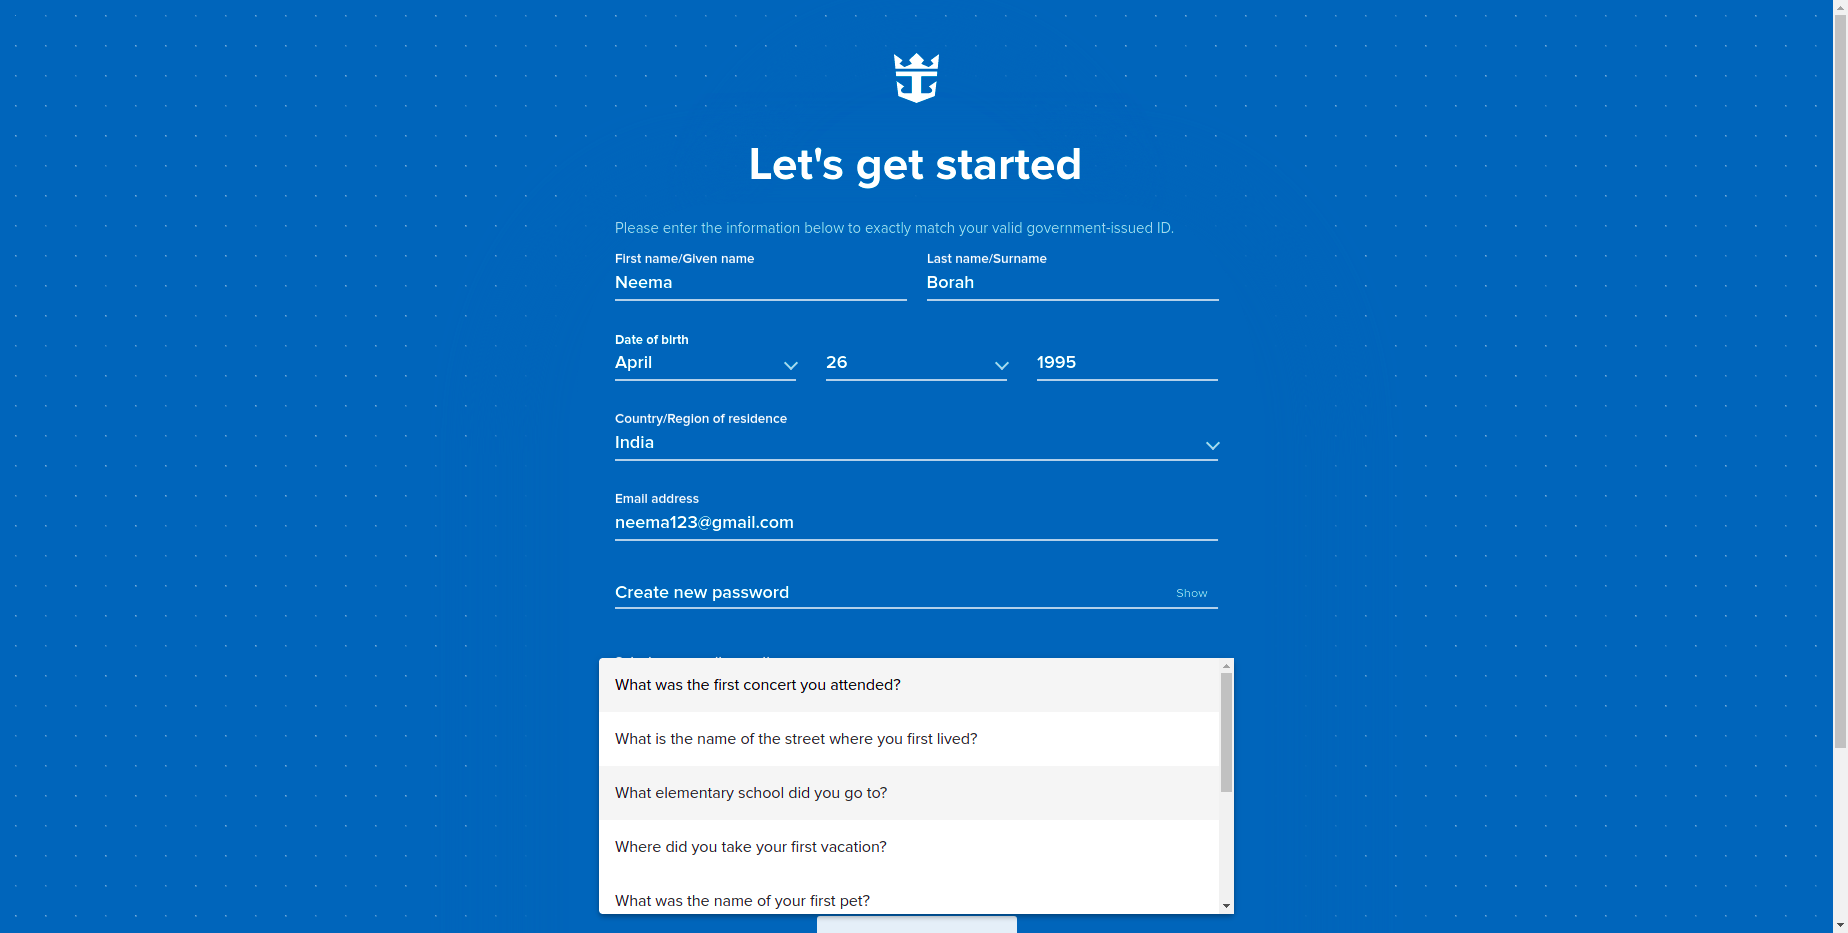 Let's get started
Please enter the information below to exactly match your valid government-issued ID.
First name/Given name
Last name/Surname
Neema
Borah
Date of birth
April
26
1995
Country/Region of residence
India
Email address
neema123@gmail.com
Create new password
Show
What was the first concert you attended?
What is the name of the street where you first lived?
What elementary school did you go to?
Where did you take your first vacation?
What was the name of your first pet?